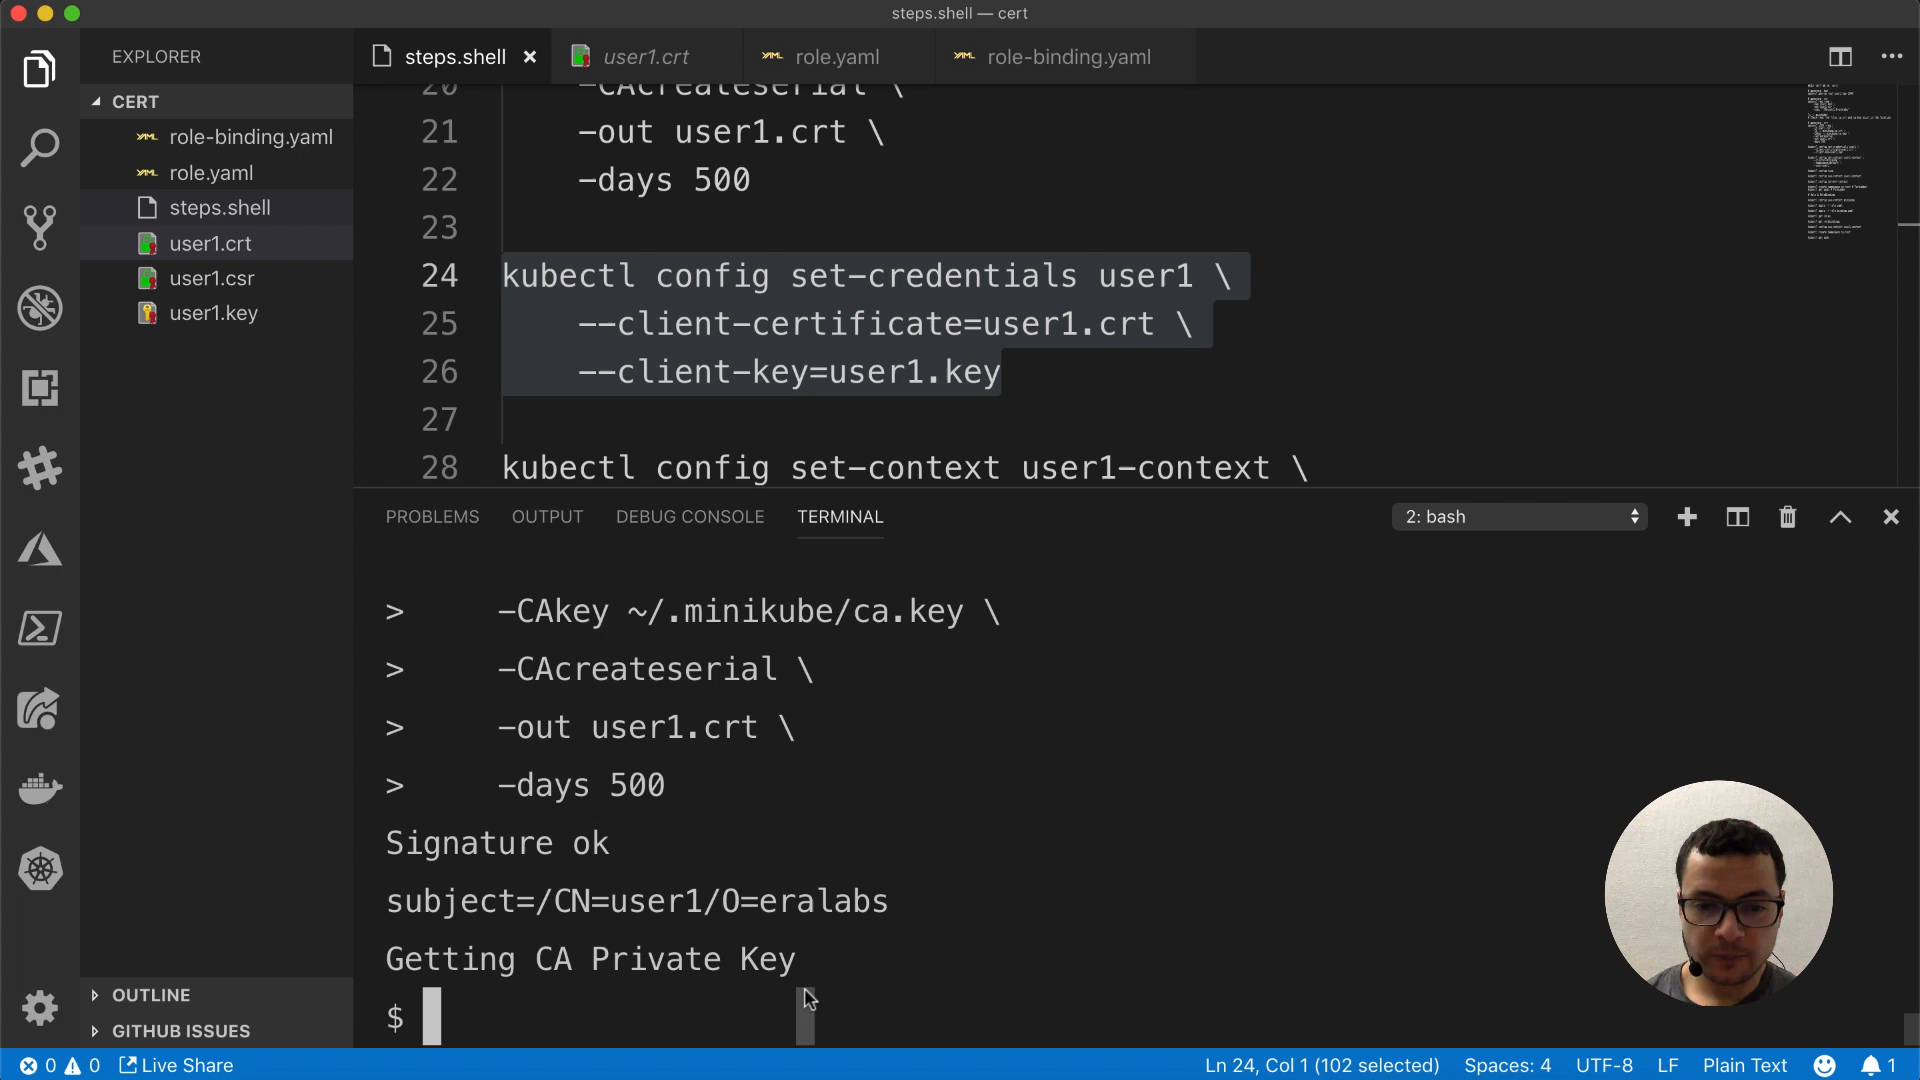 steps.shell — cert
EXPLORER
steps.shell
user1.crt
role.yaml
role-binding.yaml
CERT
role-binding.yaml
role.yaml
steps.shell
user1.crt
user1.csr
user1.key
OUTLINE
GITHUB ISSUES
20 -CAcreateserial \
21 -out user1.crt \
22 -days 500
23
24 kubectl config set-credentials user1 \
25 --client-certificate=user1.crt \
26 --client-key=user1.key
27
28 kubectl config set-context user1-context \
PROBLEMS OUTPUT DEBUG CONSOLE TERMINAL
2: bash
> -CAkey ~/.minikube/ca.key \
> -CAcreateserial \
> -out user1.crt \
> -days 500
Signature ok
subject=/CN=user1/O=eralabs
Getting CA Private Key
$
0 0 Live Share
Ln 24, Col 1 (102 selected) Spaces: 4 UTF-8 LF Plain Text 1